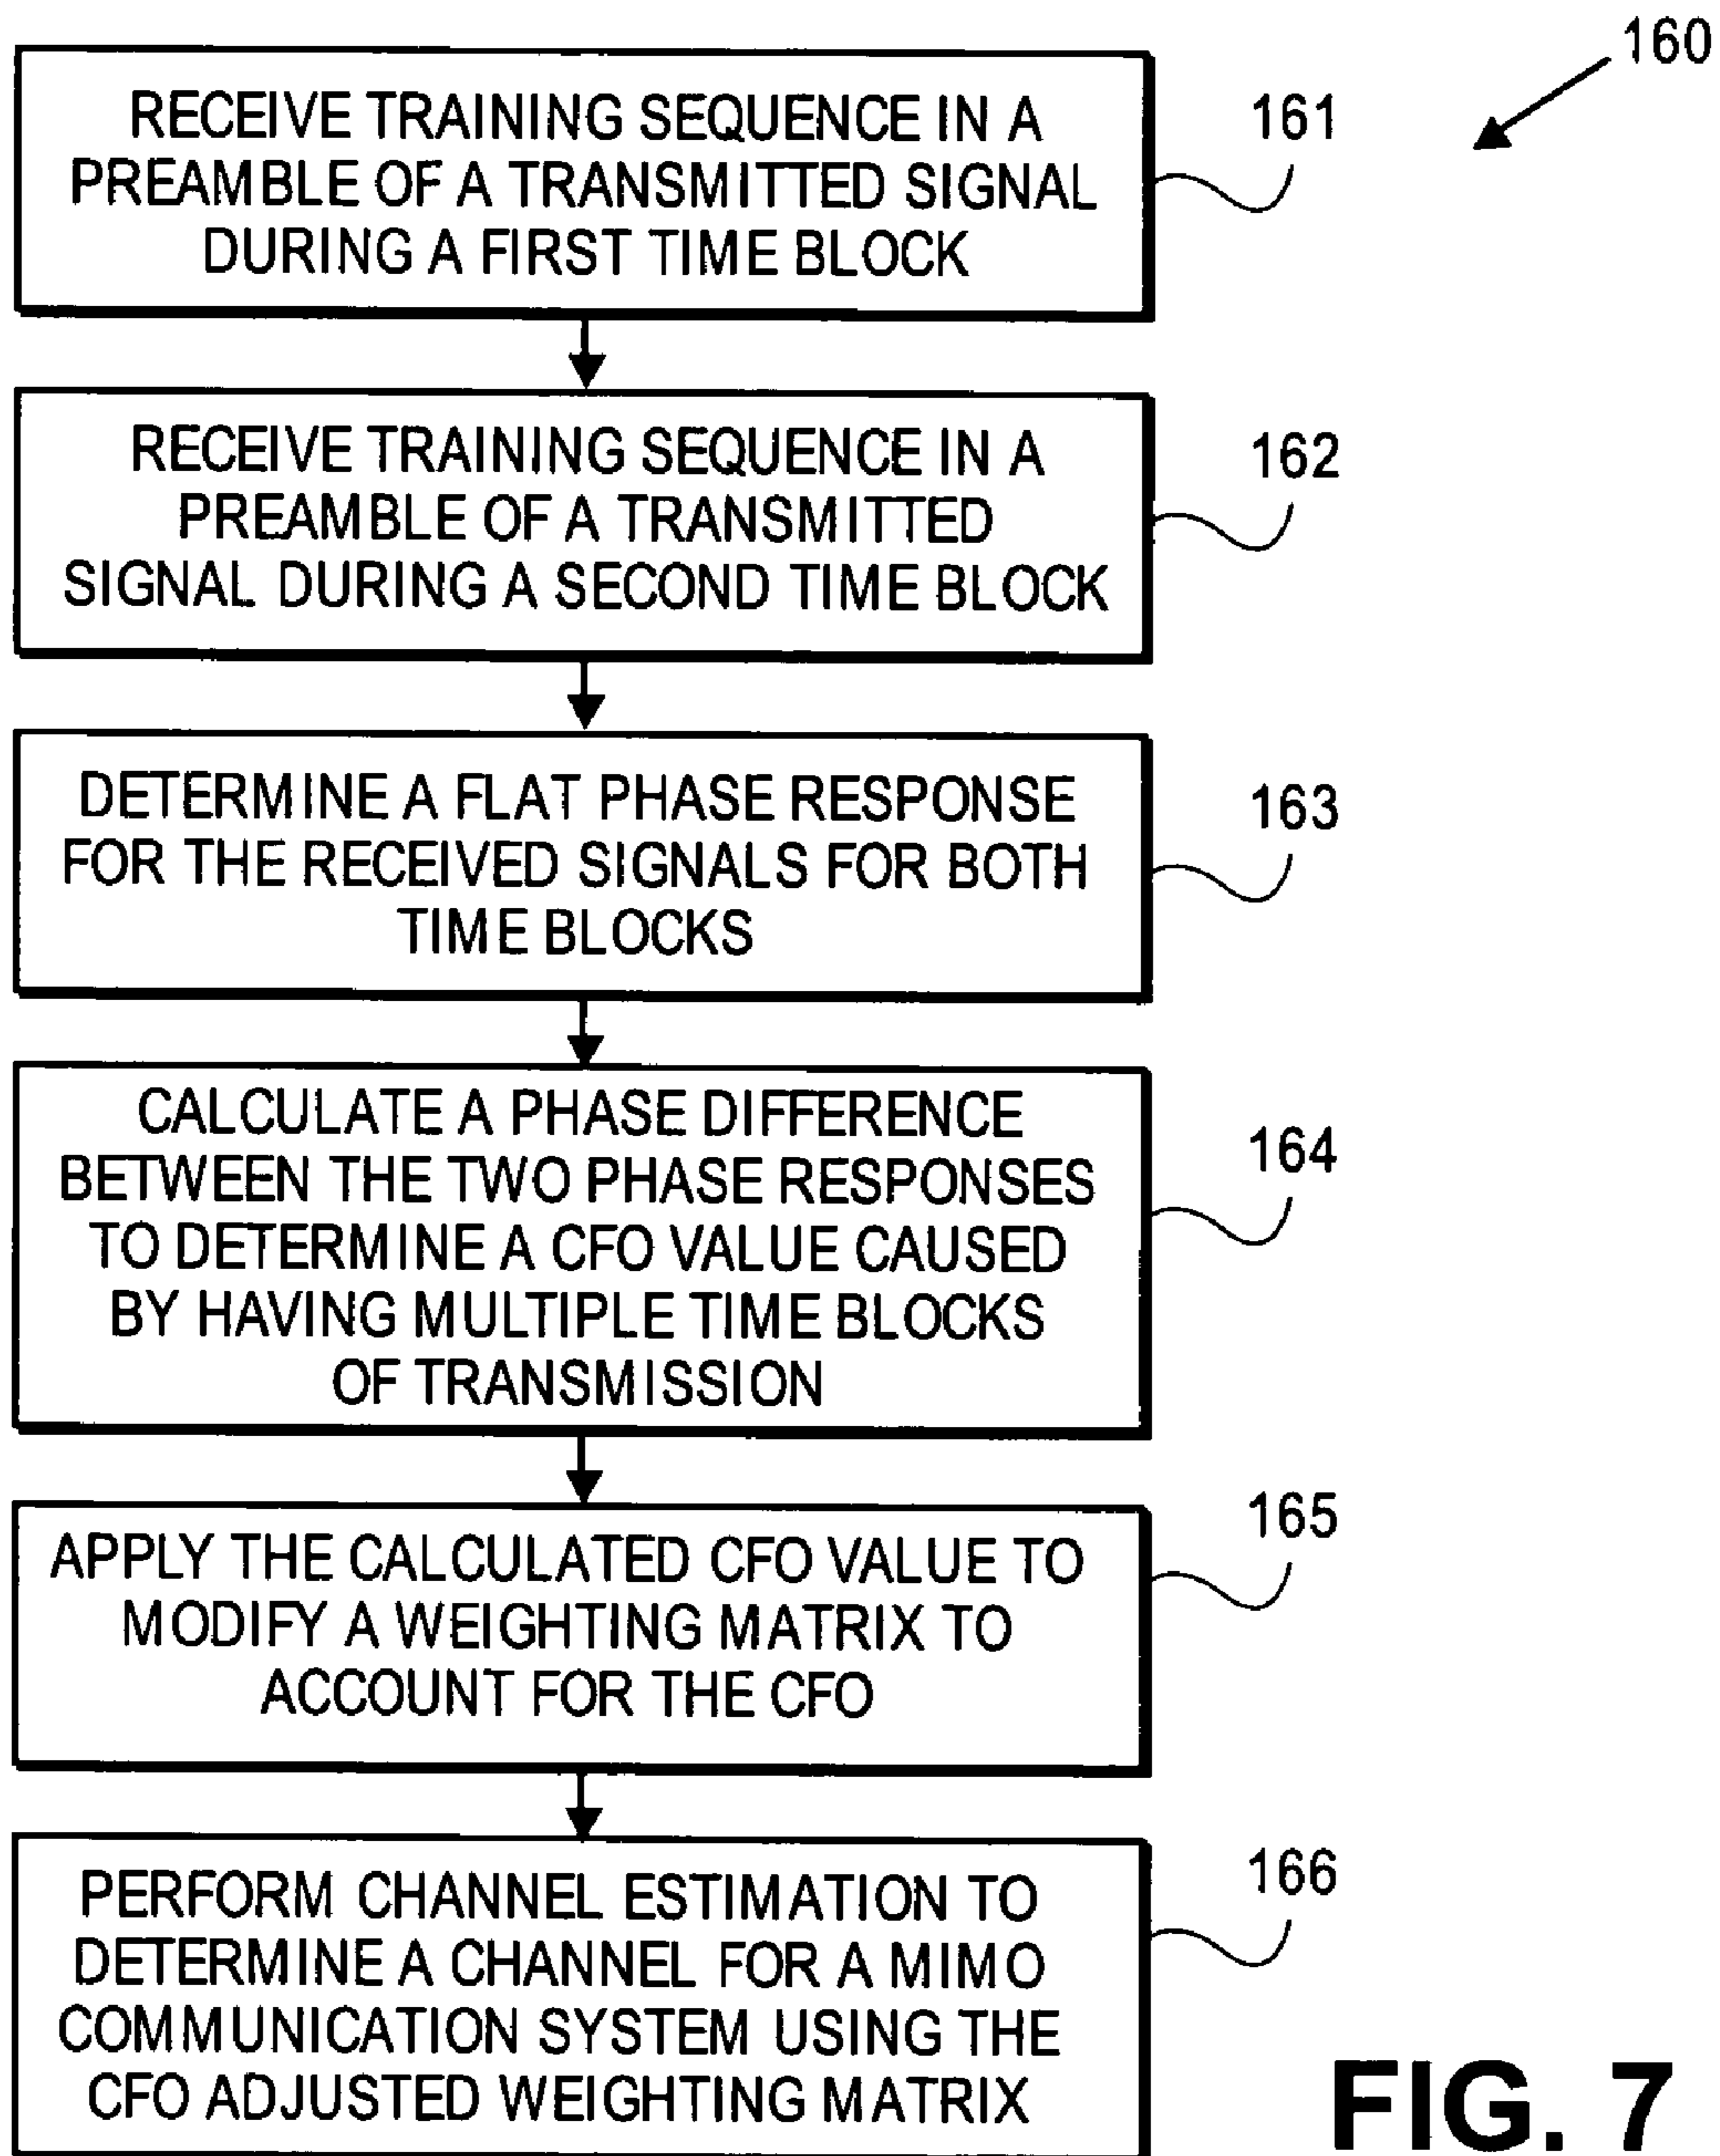 160
RECEIVE TRAINING SEQUENCE IN A
PREAMBLE OF A TRANSMITTED SIGNAL
DURING A FIRST TIME BLOCK
161
RECEIVE TRAINING SEQUENCE IN A
PREAMBLE OF A TRANSMITTED
SIGNAL DURING A SECOND TIME BLOCK
162
DETERMINE A FLAT PHASE RESPONSE
FOR THE RECEIVED SIGNALS FOR BOTH
TIME BLOCKS
163
CALCULATE A PHASE DIFFERENCE
BETWEEN THE TWO PHASE RESPONSES
TO DETERMINE A CFO VALUE CAUSED
BY HAVING MULTIPLE TIME BLOCKS
OF TRANSMISSION
164
APPLY THE CALCULATED CFO VALUE TO
MODIFY A WEIGHTING MATRIX TO
ACCOUNT FOR THE CFO
165
PERFORM CHANNEL ESTIMATION TO
DETERMINE A CHANNEL FOR A MIMO
COMMUNICATION SYSTEM USING THE
CFO ADJUSTED WEIGHTING MATRIX
166
FIG. 7